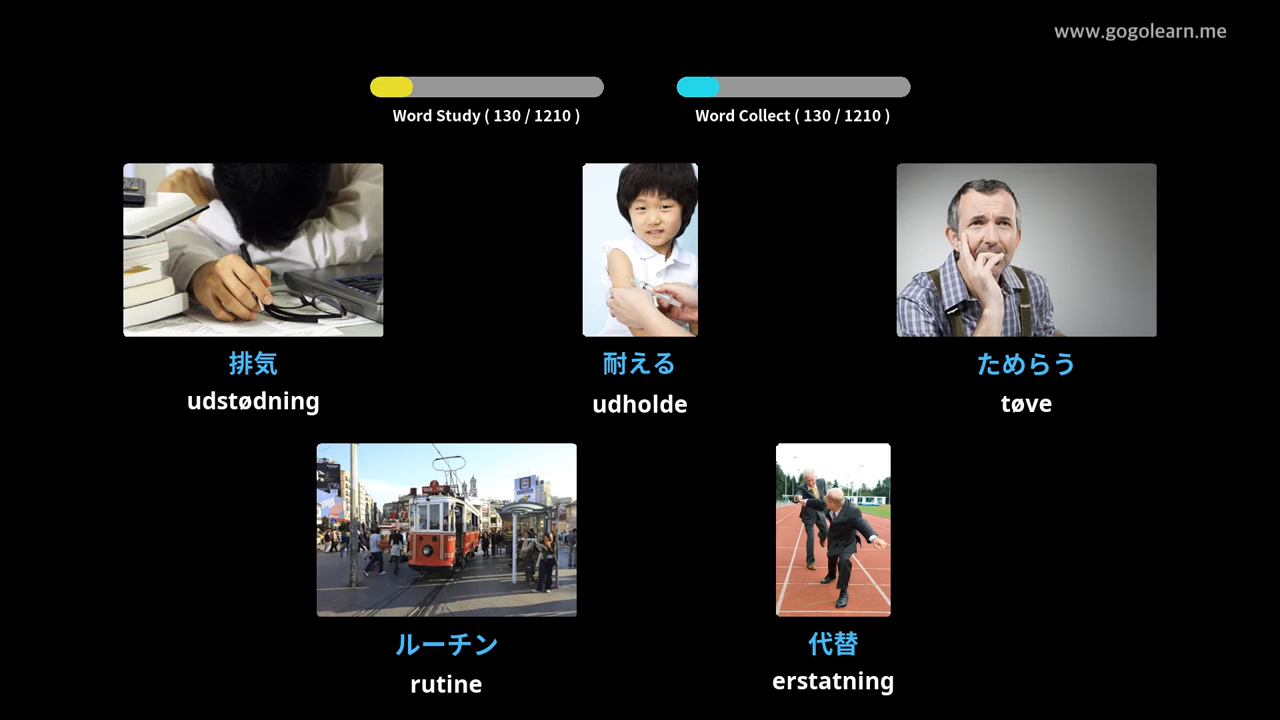 www.gogolearn.me
Word Study ( 130 / 1210 )
Word Collect ( 130 / 1210 )
排気
udstødning
耐える
udholde
ためらう
tøve
ルーチン
rutine
代替
erstatning